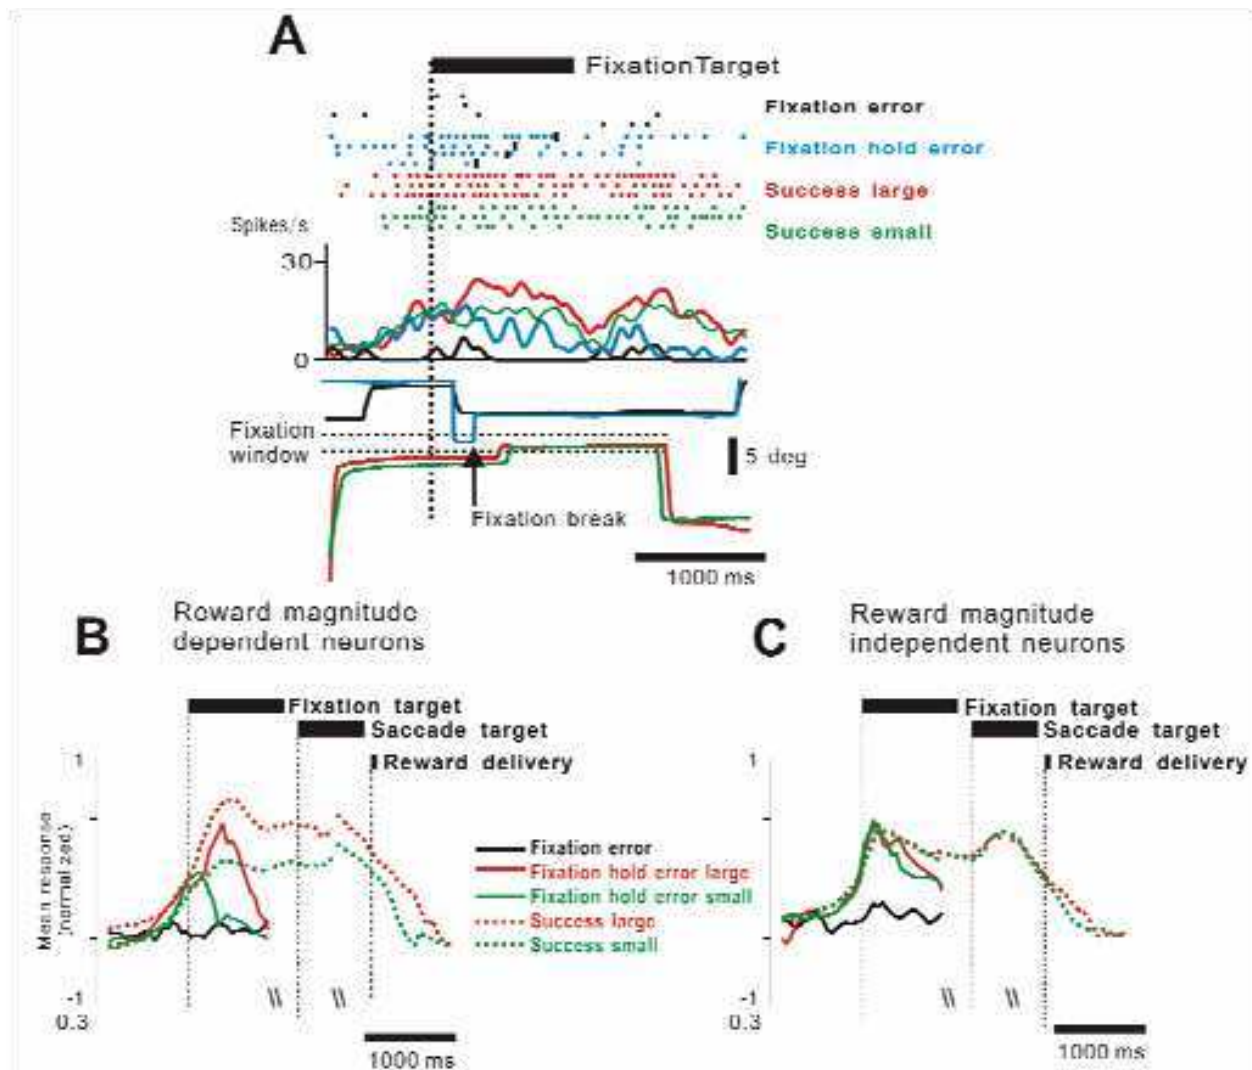 A
FixationTarget
Fixation error
Fixation hold error
Success large
Success small
Spikes/s
30
0
Fixation
window
5 deg
Fixation break
1000 ms
B
Reward magnitude
dependent neurons
Fixation target
Saccade target
Reward delivery
1
Mean response
(normalized)
-1
0.3
1000 ms
Fixation error
Fixation hold error large
Fixation hold error small
Success large
Success small
C
Reward magnitude
independent neurons
Fixation target
Saccade target
Reward delivery
1
-1
0.3
1000 ms